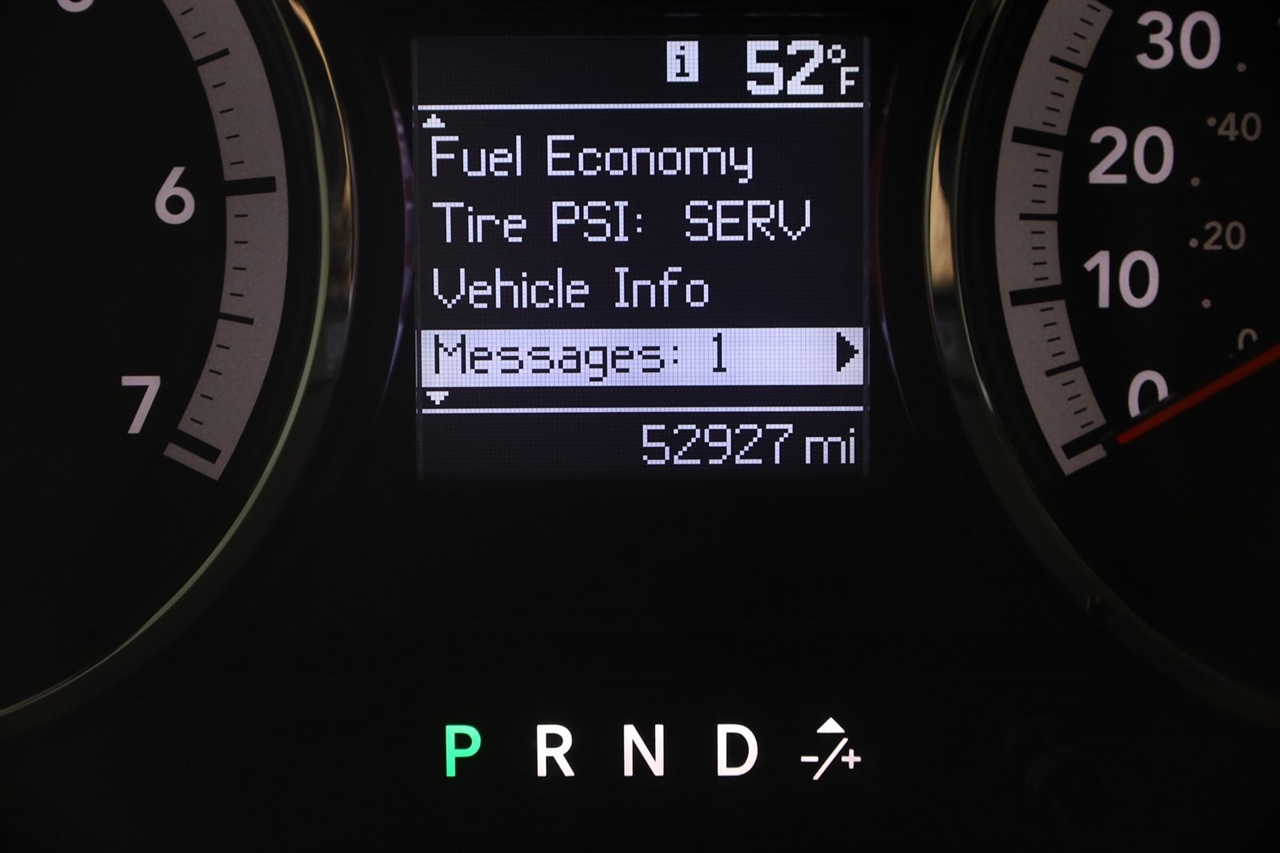 i 52°F
Fuel Economy
Tire PSI: SERV
Vehicle Info
Messages: 1
52927 mi
6
7
30
20
10
0
40
20
0
P R N D -/+